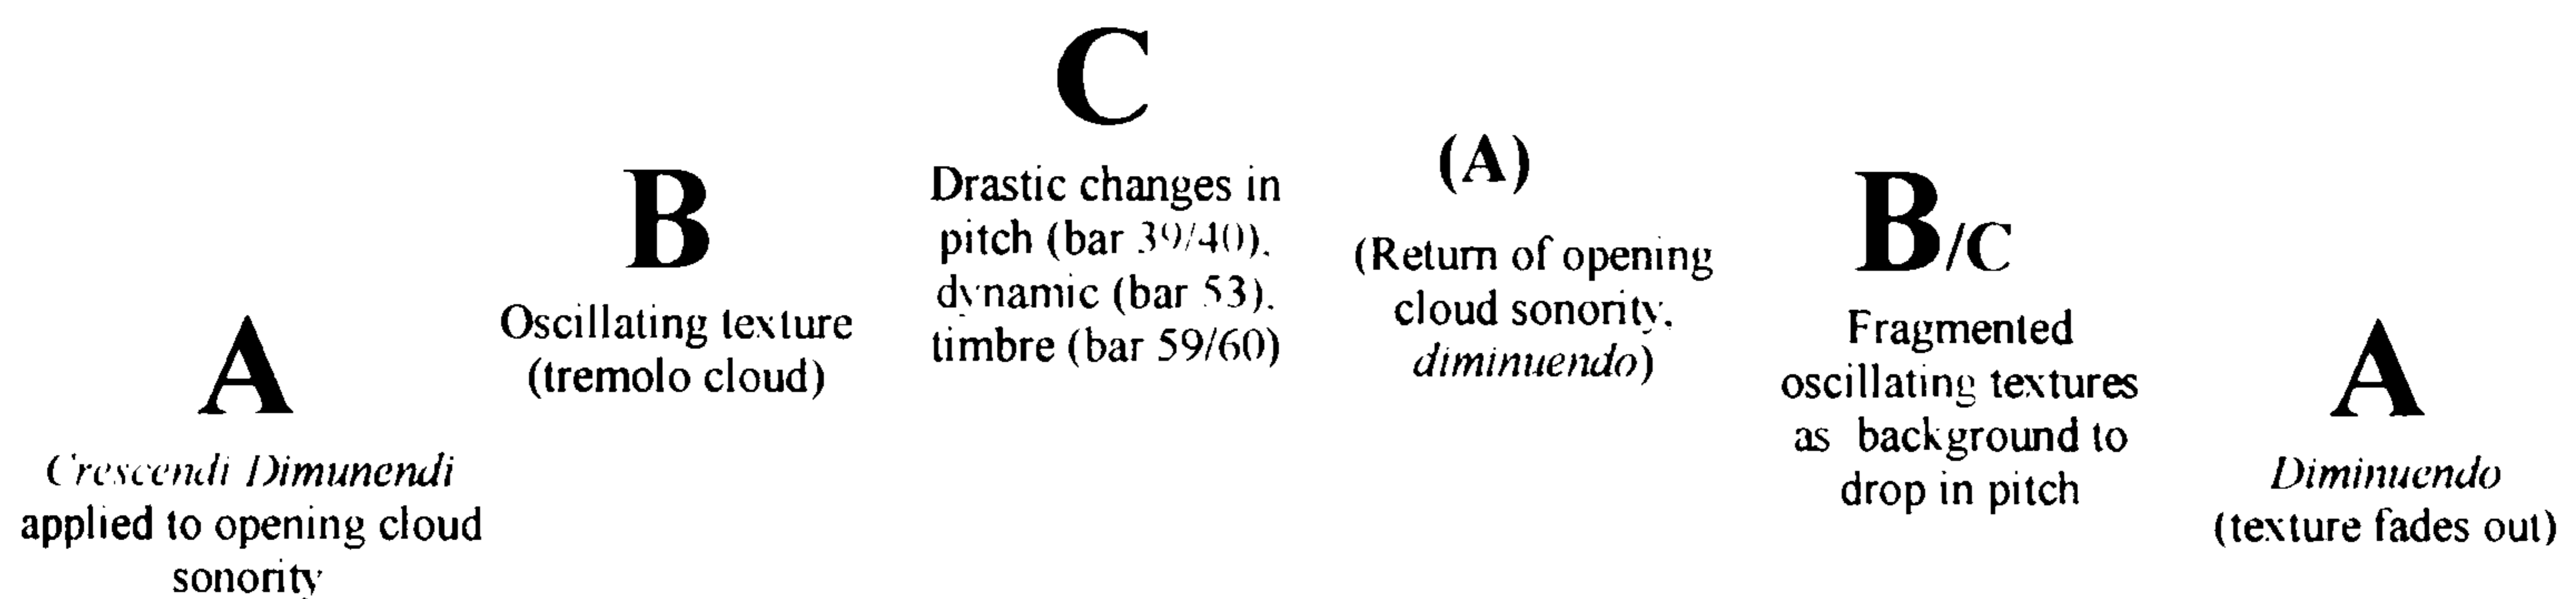 A
Crescendi Dimunendi
applied to opening cloud
sonority
B
Oscillating texture
(tremolo cloud)
C
Drastic changes in
pitch (bar 39/40),
dynamic (bar 53),
timbre (bar 59/60)
(A)
(Return of opening
cloud sonority,
diminuendo)
B/C
Fragmented
oscillating textures
as background to
drop in pitch
A
Diminuendo
(texture fades out)